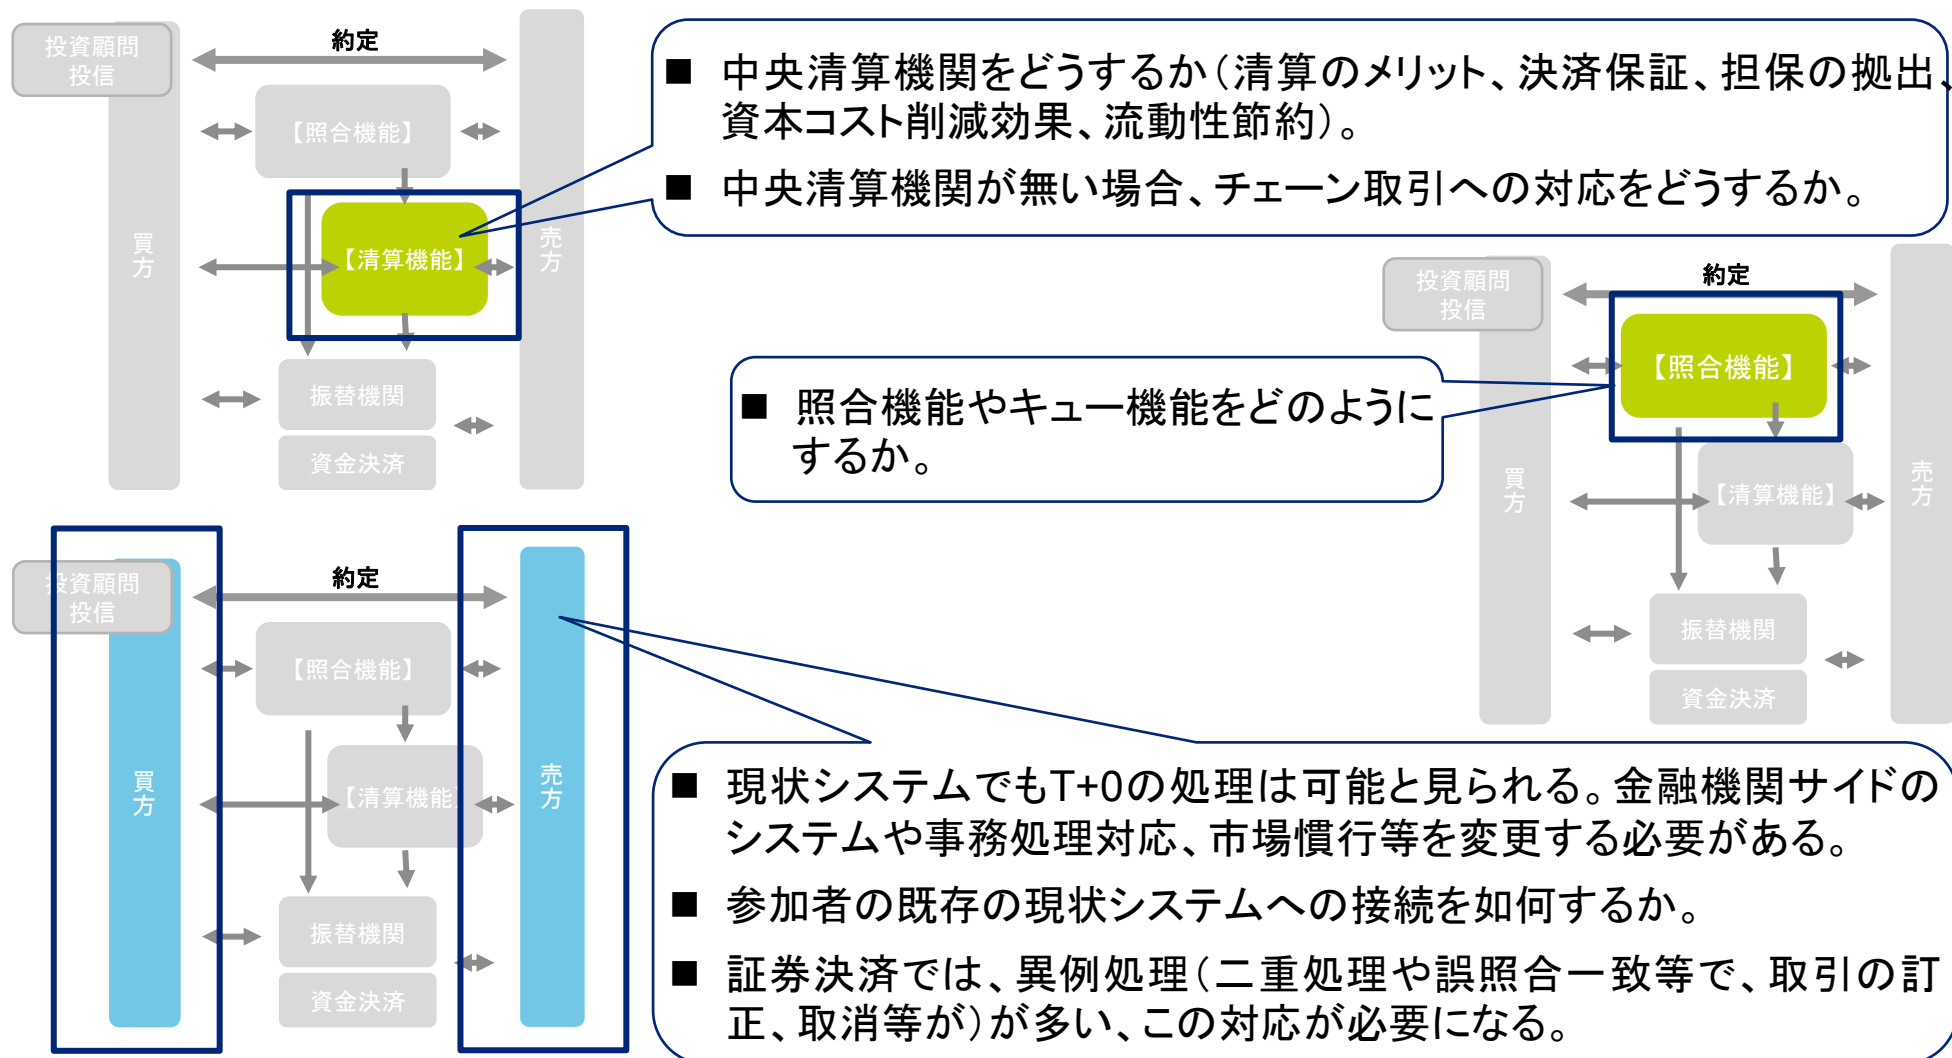 投資顧問
投信
約定
【照合機能】
【清算機能】
買方
売方
振替機関
資金決済
■ 中央清算機関をどうするか（清算のメリット、決済保証、担保の拠出、
資本コスト削減効果、流動性節約）。
■ 中央清算機関が無い場合、チェーン取引への対応をどうするか。
投資顧問
投信
約定
【照合機能】
【清算機能】
買方
売方
振替機関
資金決済
■ 照合機能やキュー機能をどのように
するか。
投資顧問
投信
約定
【照合機能】
【清算機能】
買方
売方
振替機関
資金決済
■ 現状システムでもT+0の処理は可能と見られる。金融機関サイドの
システムや事務処理対応、市場慣行等を変更する必要がある。
■ 参加者の既存の現状システムへの接続を如何するか。
■ 証券決済では、異例処理（二重処理や誤照合一致等で、取引の訂
正、取消等が）が多い、この対応が必要になる。